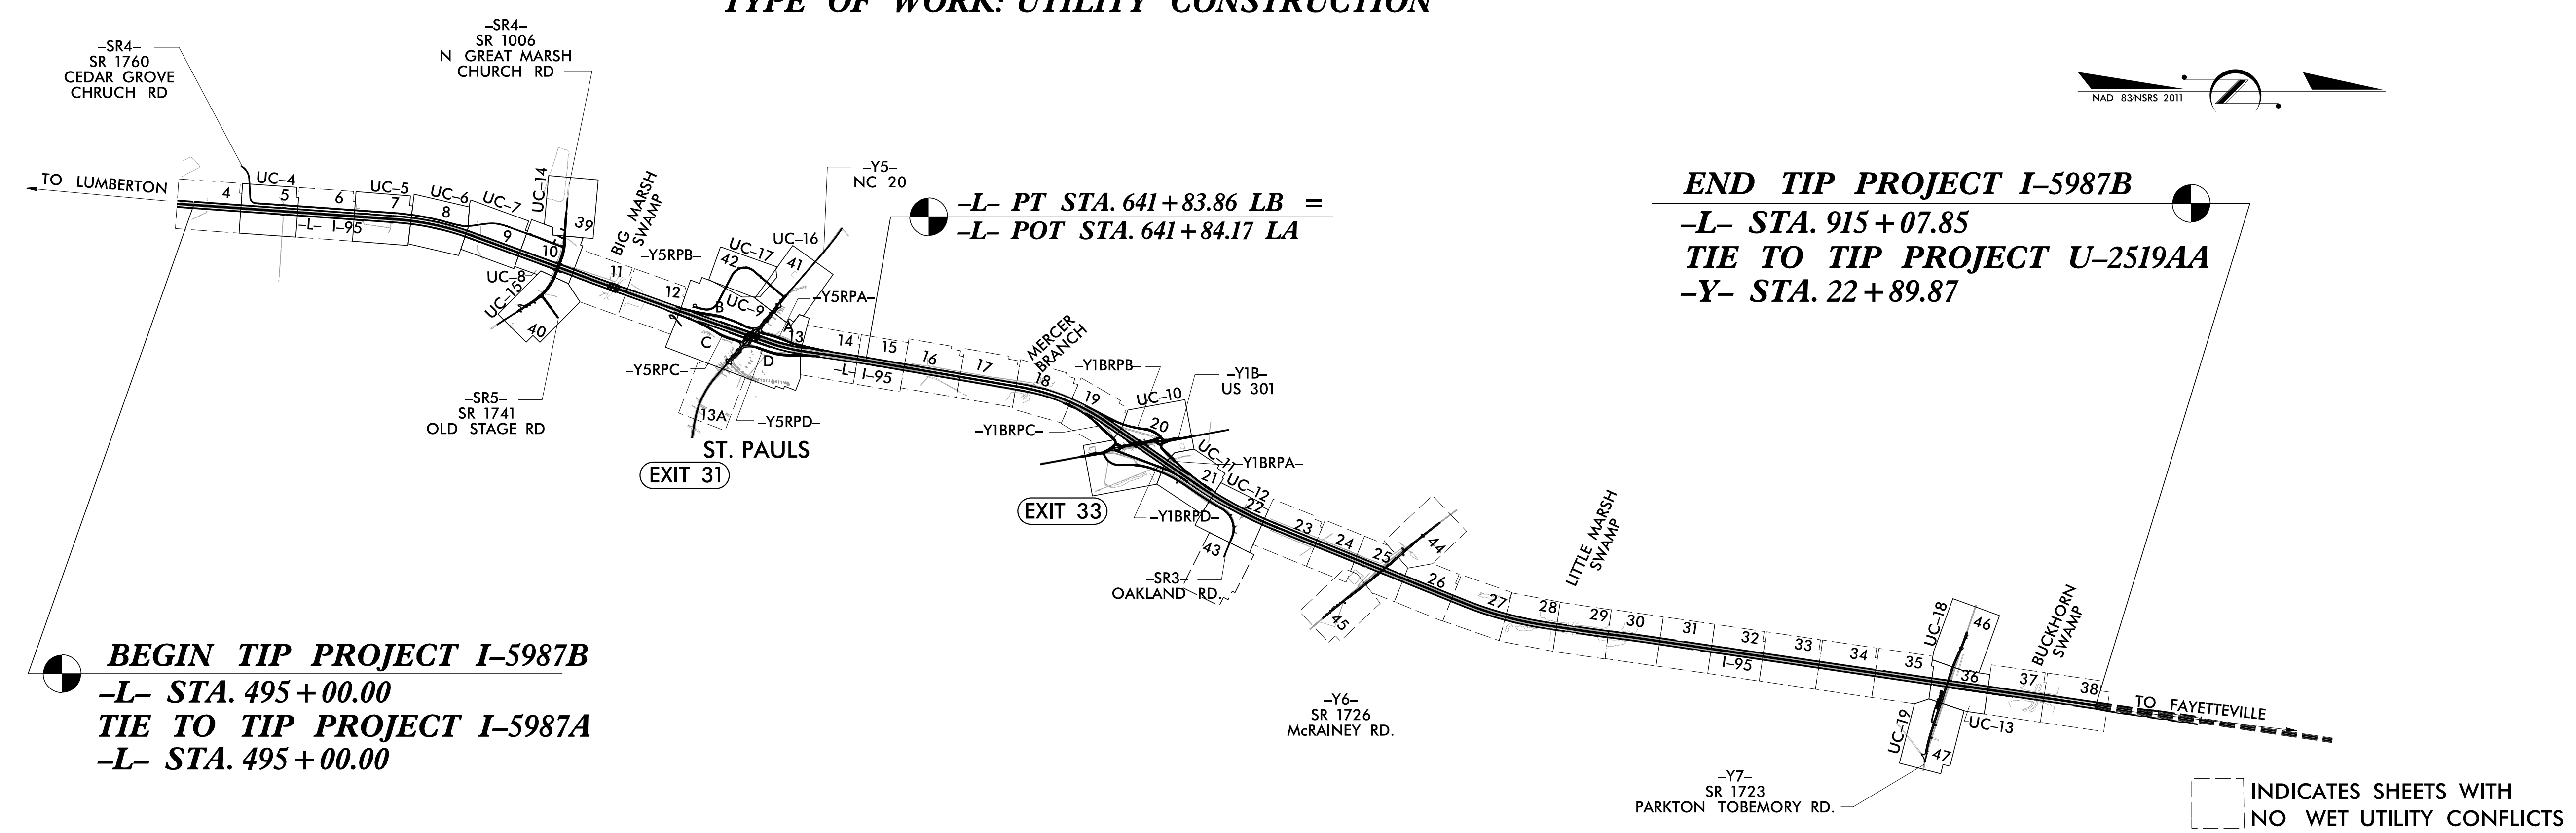 TYPE OF WORK: UTILITY CONSTRUCTION
–SR4–
SR 1760
CEDAR GROVE
CHRUCH RD
–SR4–
SR 1006
N GREAT MARSH
CHURCH RD
NAD 83/NSRS 2011
TO LUMBERTON
4
UC–4
5
6
UC–5
7
UC–6
8
UC–7
9
UC–14
39
10
–L– I–95
UC–8
UC–15
40
BIG MARSH
SWAMP
11
12
–Y5RPB–
UC–17
42
UC–16
41
–Y5–
NC 20
–Y5RPA–
B
UC–9
A
13
C
D
–Y5RPC–
–Y5RPD–
13A
ST. PAULS
EXIT 31
–SR5–
SR 1741
OLD STAGE RD
–L– PT STA. 641+83.86 LB =
–L– POT STA. 641+84.17 LA
14
15
16
17
–L– I–95
MERCER
BRANCH
18
19
–Y1BRPB–
–Y1B–
US 301
UC–10
20
–Y1BRPC–
UC–11
–Y1BRPA–
21
UC–12
22
–Y1BRPD–
EXIT 33
43
–SR3–
OAKLAND RD.
23
24
25
44
45
26
–Y6–
SR 1726
McRAINEY RD.
27
28
LITTLE MARSH
SWAMP
29
30
31
32
33
34
35
I–95
UC–18
46
36
UC–13
UC–19
47
BUCKHORN
SWAMP
37
38
TO FAYETTEVILLE
–Y7–
SR 1723
PARKTON TOBEMORY RD.
END TIP PROJECT I–5987B
–L– STA. 915+07.85
TIE TO TIP PROJECT U–2519AA
–Y– STA. 22+89.87
BEGIN TIP PROJECT I–5987B
–L– STA. 495+00.00
TIE TO TIP PROJECT I–5987A
–L– STA. 495+00.00
INDICATES SHEETS WITH
NO WET UTILITY CONFLICTS